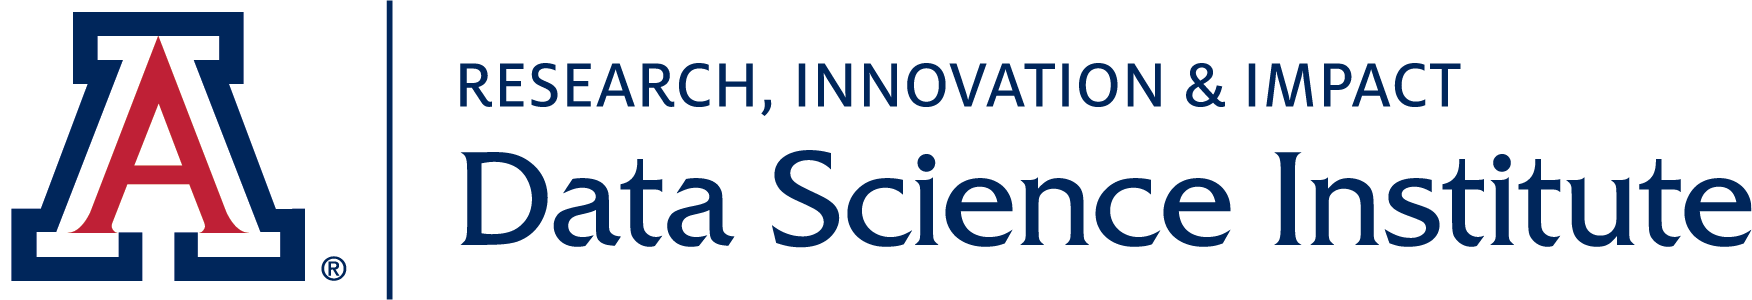 A®
RESEARCH, INNOVATION & IMPACT
Data Science Institute